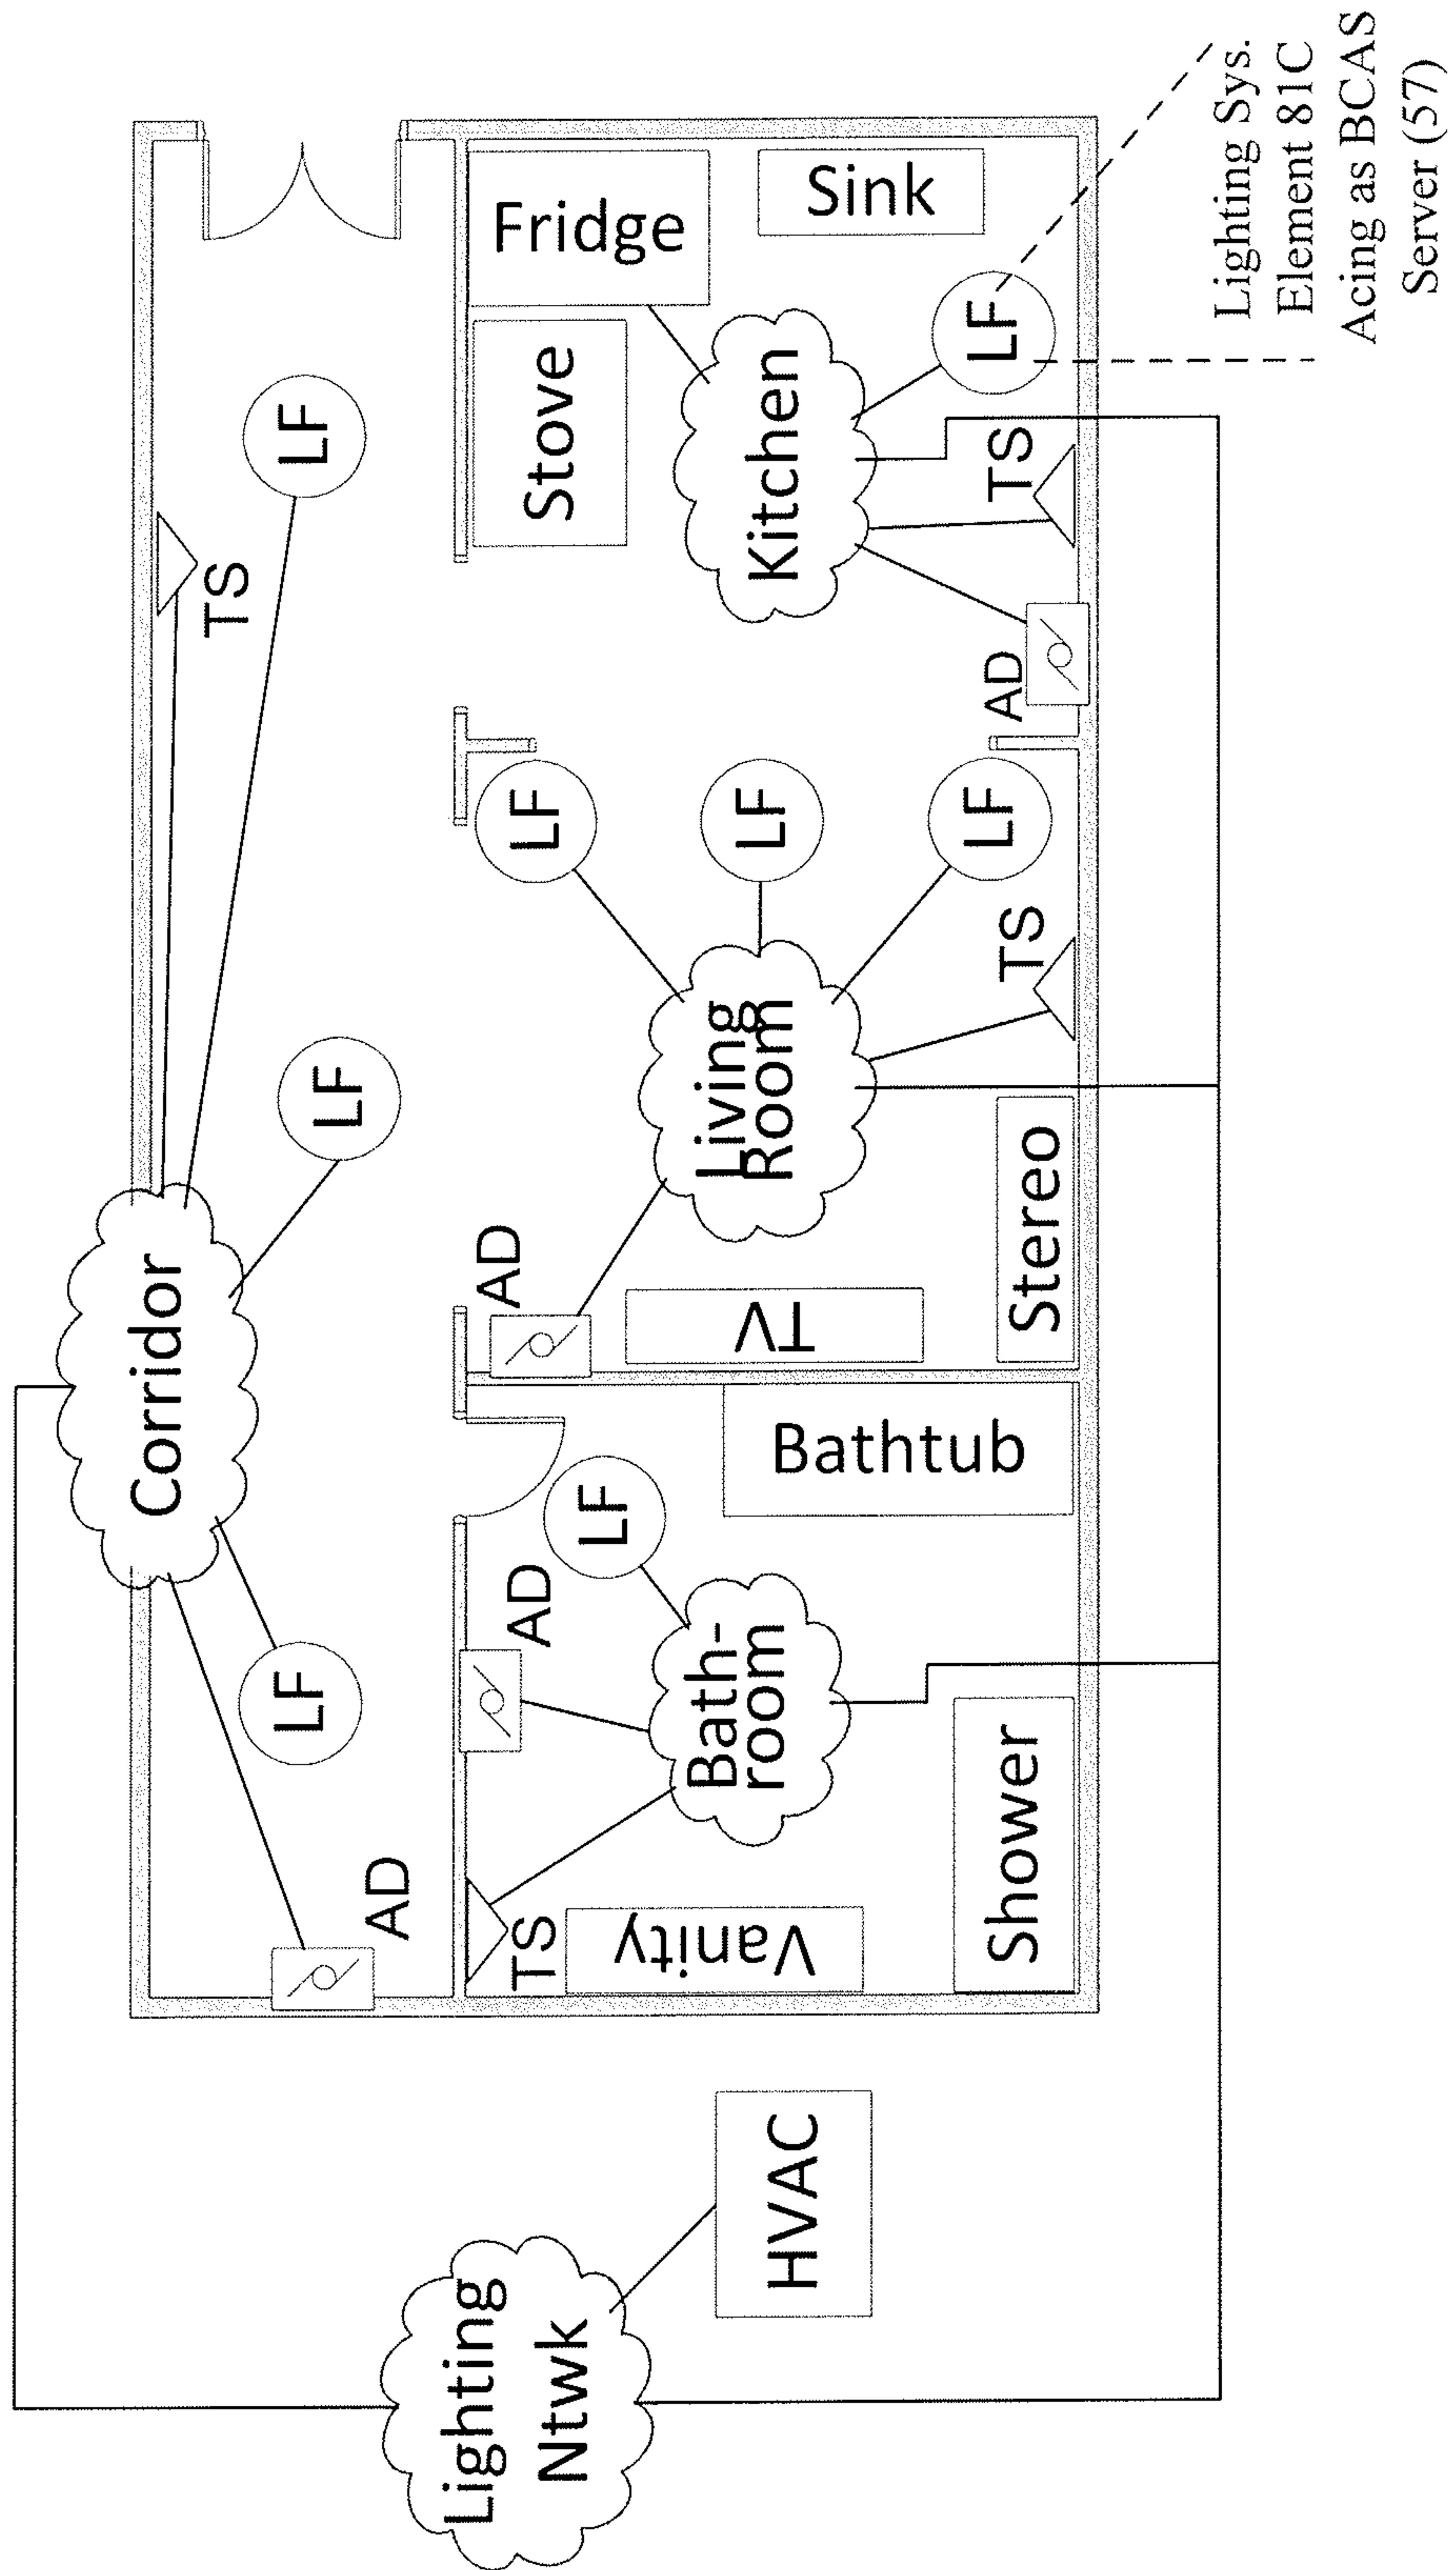 Corridor
TS
LF
LF
LF
AD
Lighting
Ntwk
HVAC
TS
AD
LF
Bath-
room
Vanity
Shower
Bathtub
AD
TV
Living
Room
Stereo
TS
LF
LF
LF
Stove
Fridge
Kitchen
Sink
AD
TS
LF
Lighting Sys.
Element 81C
Acing as BCAS
Server (57)